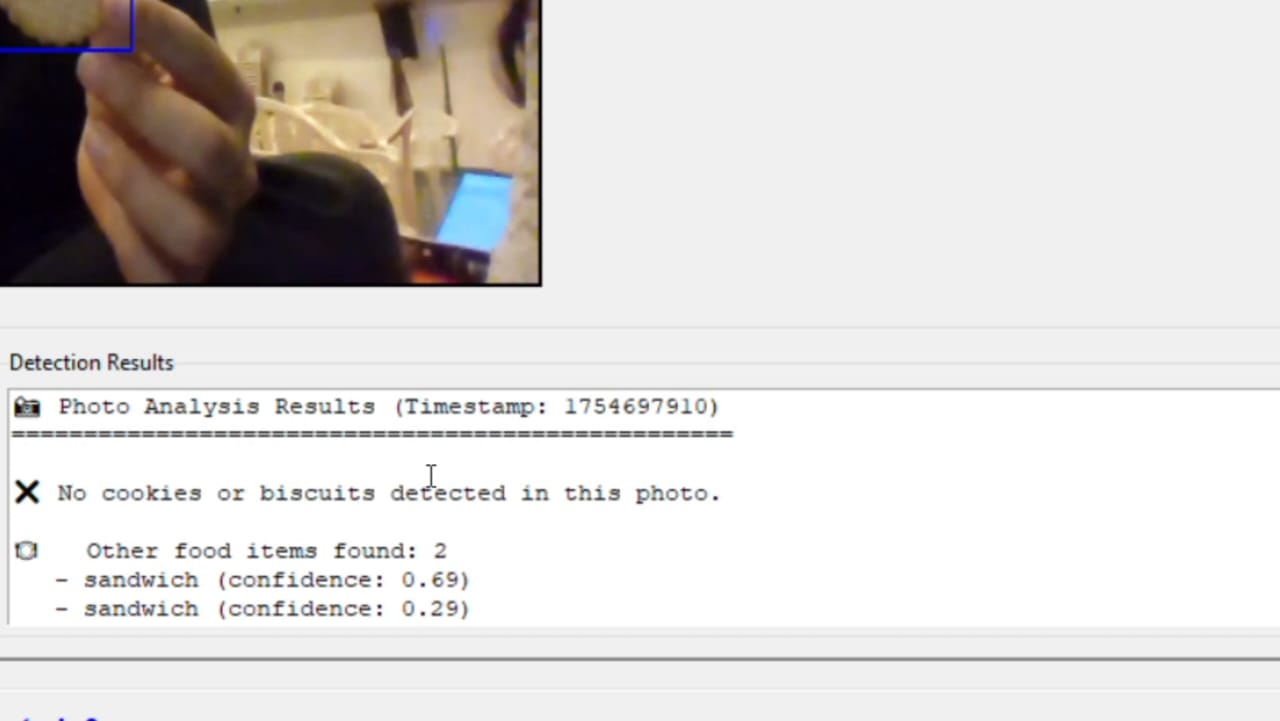 Detection Results
📷 Photo Analysis Results (Timestamp: 1754697910)
==================================================
❌ No cookies or biscuits detected in this photo.
🍽 Other food items found: 2
- sandwich (confidence: 0.69)
- sandwich (confidence: 0.29)